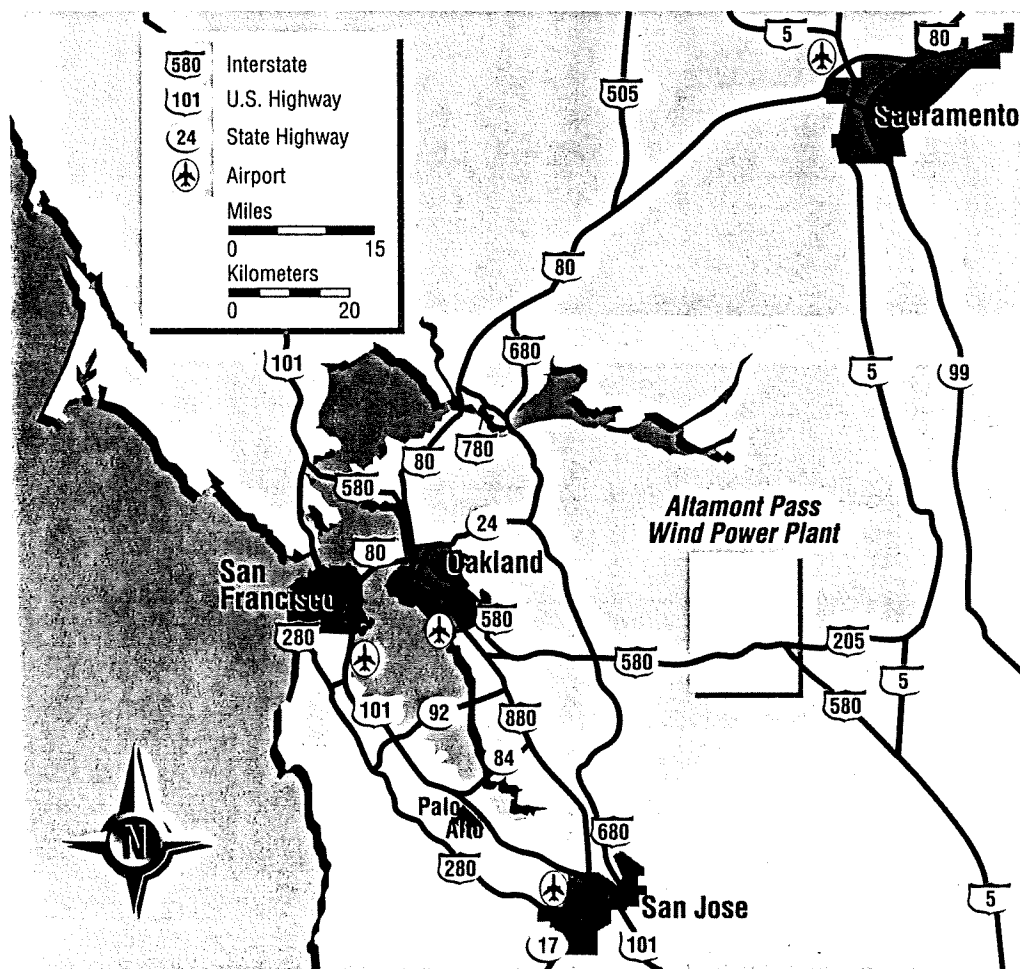 580 Interstate
101 U.S. Highway
24 State Highway
Airport
Miles
0 15
Kilometers
0 20
5
80
505
Sacramento
80
101
680
5
99
780
80
580
24
Altamont Pass
Wind Power Plant
80
Oakland
San
Francisco
580
280
205
580
5
580
101
92
880
84
Palo
Alto
680
280
N
San Jose
5
17
101